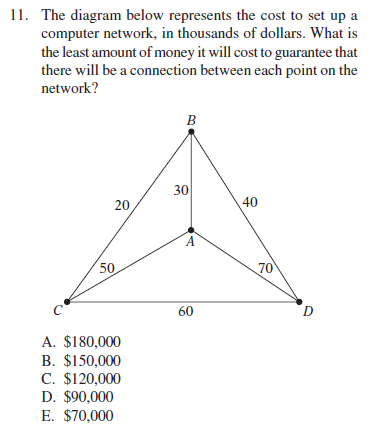 11. The diagram below represents the cost to set up a
computer network, in thousands of dollars. What is
the least amount of money it will cost to guarantee that
there will be a connection between each point on the
network?
B
30
20
40
A
50
70
C
60
D
A. $180,000
B. $150,000
C. $120,000
D. $90,000
E. $70,000